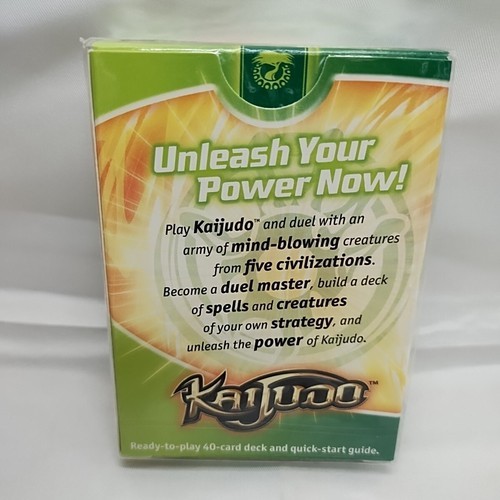 Unleash Your
Power Now!
Play Kaijudo™ and duel with an
army of mind-blowing creatures
from five civilizations.
Become a duel master, build a deck
of spells and creatures
of your own strategy, and
unleash the power of Kaijudo.
KAIJUDO™
Ready-to-play 40-card deck and quick-start guide.